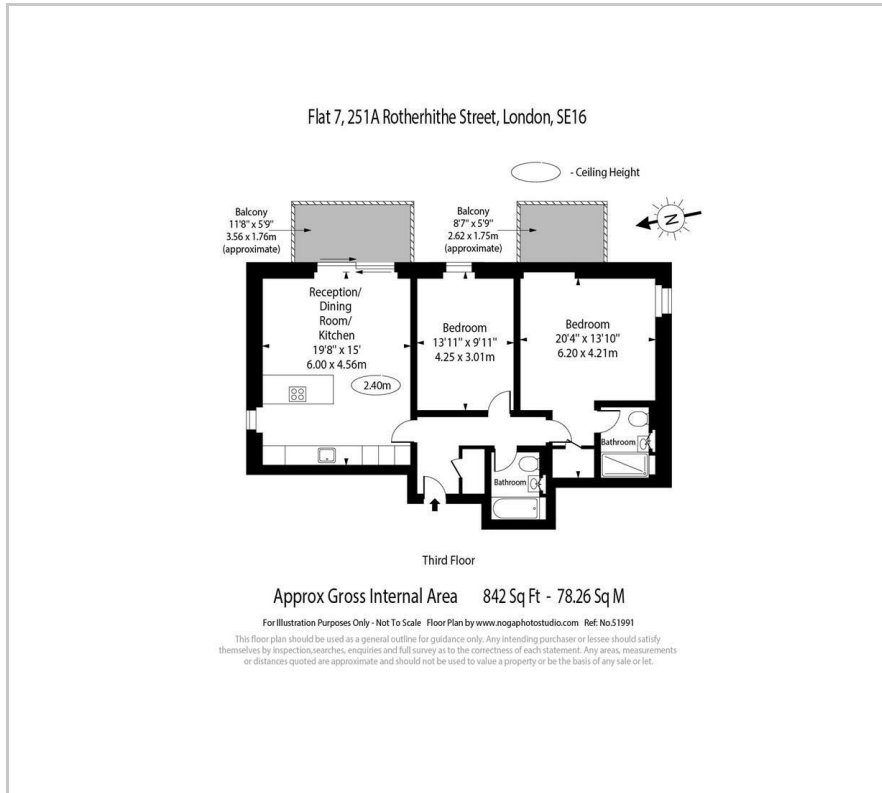 Flat 7, 251A Rotherhithe Street, London, SE16
- Ceiling Height
Balcony
11'8" x 5'9"
3.56 x 1.76m
(approximate)
Balcony
8'7" x 5'9"
2.62 x 1.75m
(approximate)
N
Reception/
Dining
Room/
Kitchen
19'8" x 15'
6.00 x 4.56m
2.40m
Bedroom
13'11" x 9'11"
4.25 x 3.01m
Bedroom
20'4" x 13'10"
6.20 x 4.21m
Bathroom
Bathroom
Third Floor
Approx Gross Internal Area 842 Sq Ft - 78.26 Sq M
For Illustration Purposes Only - Not To Scale Floor Plan by www.nogaphotostudio.com Ref: No.51991
This floor plan should be used as a general outline for guidance only. Any intending purchaser or lessee should satisfy
themselves by inspection,searches, enquiries and full survey as to the correctness of each statement. Any areas, measurements
or distances quoted are approximate and should not be used to value a property or be the basis of any sale or let.